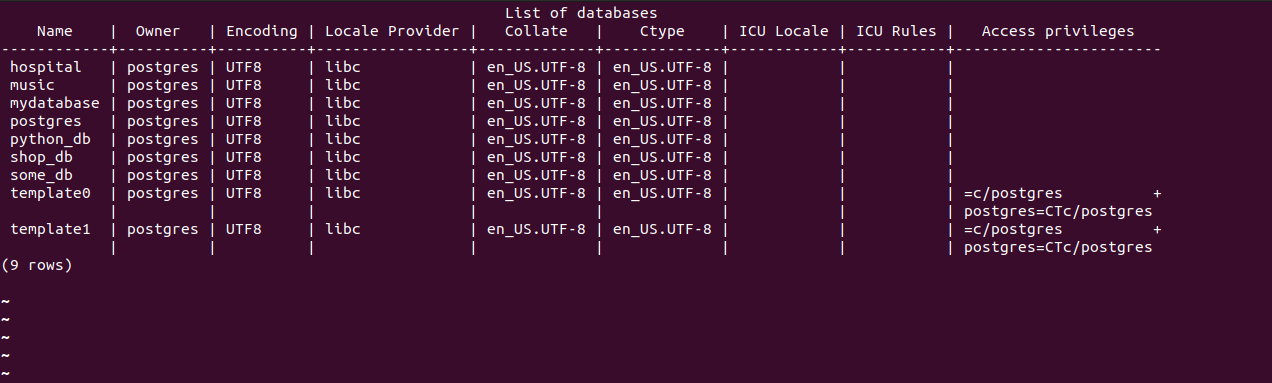 List of databases
    Name    |  Owner   | Encoding | Locale Provider |   Collate   |    Ctype    | ICU Locale | ICU Rules |   Access privileges
------------+----------+----------+-----------------+-------------+-------------+------------+-----------+-----------------------
 hospital   | postgres | UTF8     | libc            | en_US.UTF-8 | en_US.UTF-8 |            |           |
 music      | postgres | UTF8     | libc            | en_US.UTF-8 | en_US.UTF-8 |            |           |
 mydatabase | postgres | UTF8     | libc            | en_US.UTF-8 | en_US.UTF-8 |            |           |
 postgres   | postgres | UTF8     | libc            | en_US.UTF-8 | en_US.UTF-8 |            |           |
 python_db  | postgres | UTF8     | libc            | en_US.UTF-8 | en_US.UTF-8 |            |           |
 shop_db    | postgres | UTF8     | libc            | en_US.UTF-8 | en_US.UTF-8 |            |           |
 some_db    | postgres | UTF8     | libc            | en_US.UTF-8 | en_US.UTF-8 |            |           |
 template0  | postgres | UTF8     | libc            | en_US.UTF-8 | en_US.UTF-8 |            |           | =c/postgres          +
            |          |          |                 |             |             |            |           | postgres=CTc/postgres
 template1  | postgres | UTF8     | libc            | en_US.UTF-8 | en_US.UTF-8 |            |           | =c/postgres          +
            |          |          |                 |             |             |            |           | postgres=CTc/postgres
(9 rows)

~
~
~
~
~